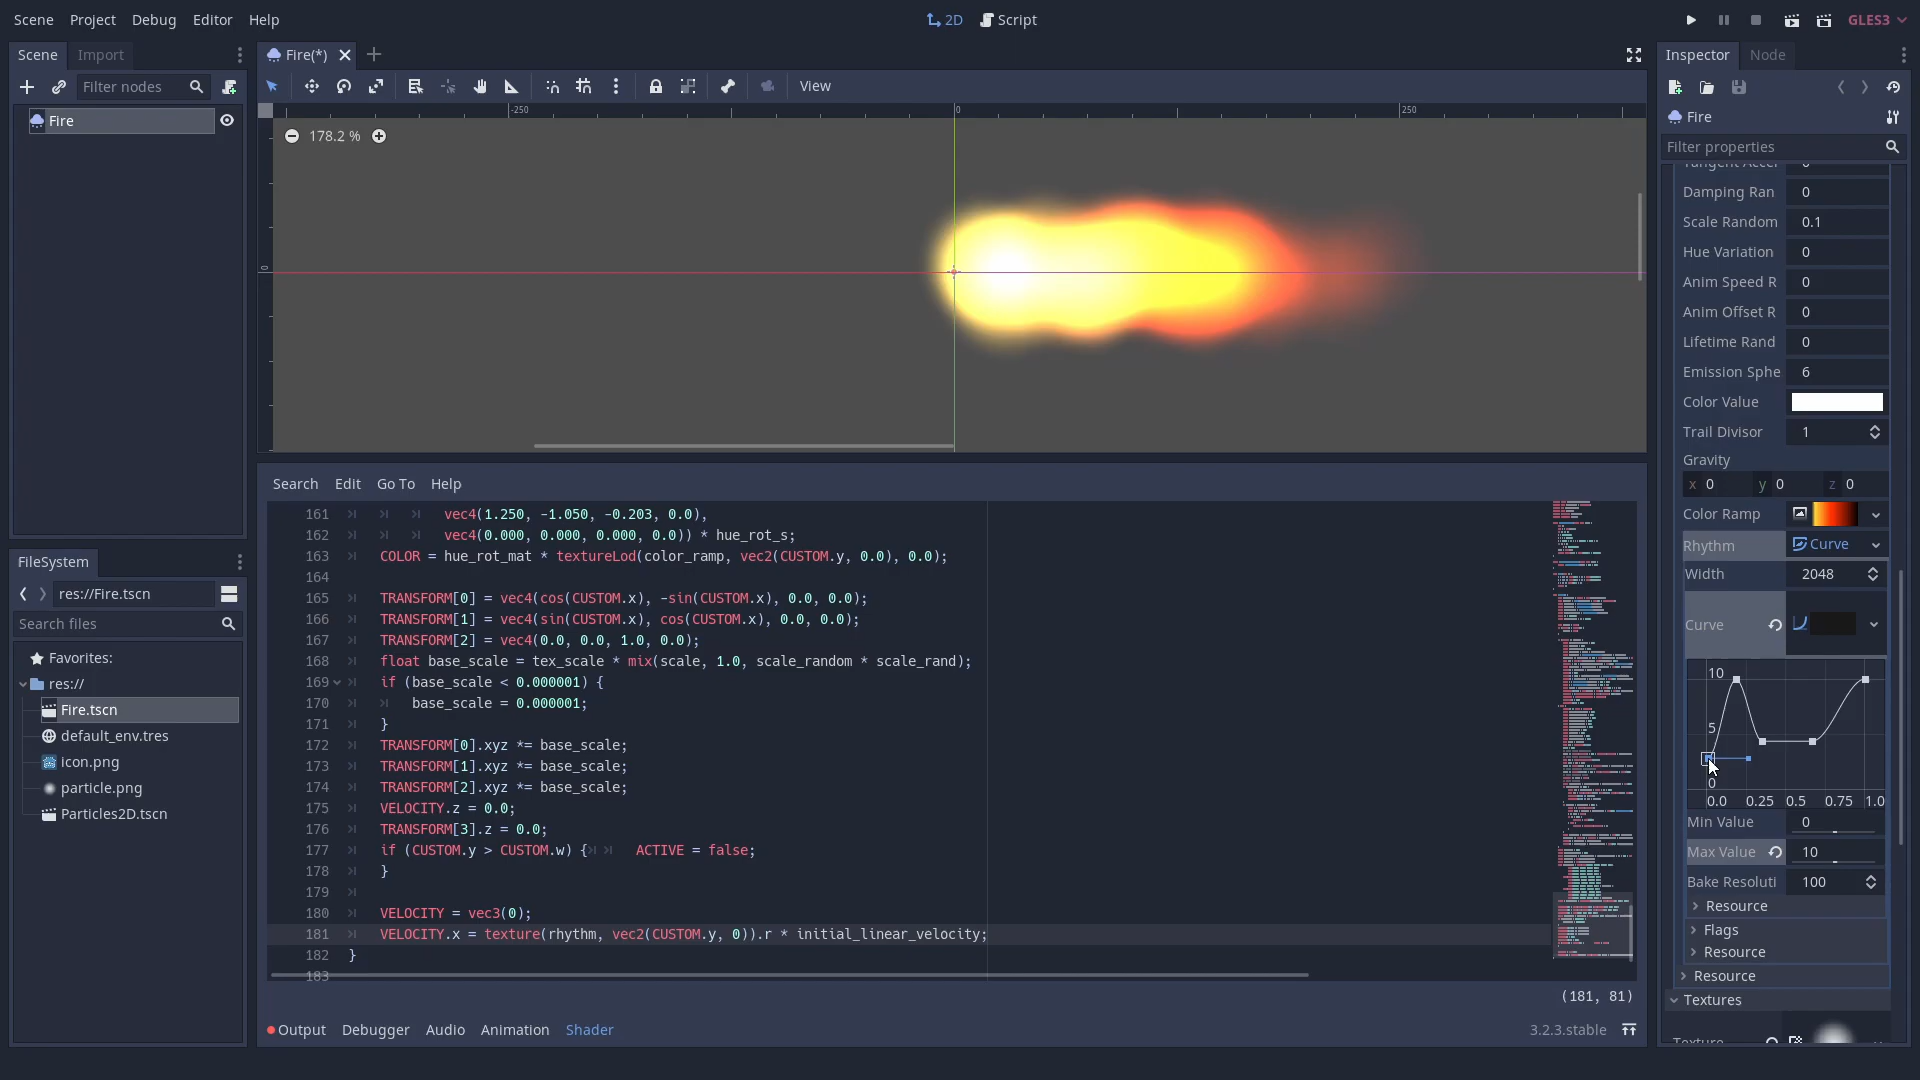 Scene Project Debug Editor Help
2D Script
GLES3
Scene Import
Filter nodes
Fire
FileSystem
res://Fire.tscn
Search files
Favorites:
res://
Fire.tscn
default_env.tres
icon.png
particle.png
Particles2D.tscn
Fire(*)
View
-250 0 250
0
178.2 %
Search Edit Go To Help
161 vec4(1.250, -1.050, -0.203, 0.0),
162 vec4(0.000, 0.000, 0.000, 0.0)) * hue_rot_s;
163 COLOR = hue_rot_mat * textureLod(color_ramp, vec2(CUSTOM.y, 0.0), 0.0);
164
165 TRANSFORM[0] = vec4(cos(CUSTOM.x), -sin(CUSTOM.x), 0.0, 0.0);
166 TRANSFORM[1] = vec4(sin(CUSTOM.x), cos(CUSTOM.x), 0.0, 0.0);
167 TRANSFORM[2] = vec4(0.0, 0.0, 1.0, 0.0);
168 float base_scale = tex_scale * mix(scale, 1.0, scale_random * scale_rand);
169 if (base_scale < 0.000001) {
170 base_scale = 0.000001;
171 }
172 TRANSFORM[0].xyz *= base_scale;
173 TRANSFORM[1].xyz *= base_scale;
174 TRANSFORM[2].xyz *= base_scale;
175 VELOCITY.z = 0.0;
176 TRANSFORM[3].z = 0.0;
177 if (CUSTOM.y > CUSTOM.w) { ACTIVE = false;
178 }
179
180 VELOCITY = vec3(0);
181 VELOCITY.x = texture(rhythm, vec2(CUSTOM.y, 0)).r * initial_linear_velocity;
182 }
183
(181, 81)
Output Debugger Audio Animation Shader
3.2.3.stable
Inspector Node
Fire
Filter properties
Tangent Accel 0
Damping Ran 0
Scale Random 0.1
Hue Variation 0
Anim Speed R 0
Anim Offset R 0
Lifetime Rand 0
Emission Sphe 6
Color Value
Trail Divisor 1
Gravity
x 0 y 0 z 0
Color Ramp
Rhythm Curve
Width 2048
Curve
10
5
0
0.0 0.25 0.5 0.75 1.0
Min Value 0
Max Value 10
Bake Resoluti 100
Resource
Flags
Resource
Resource
Textures
Texture